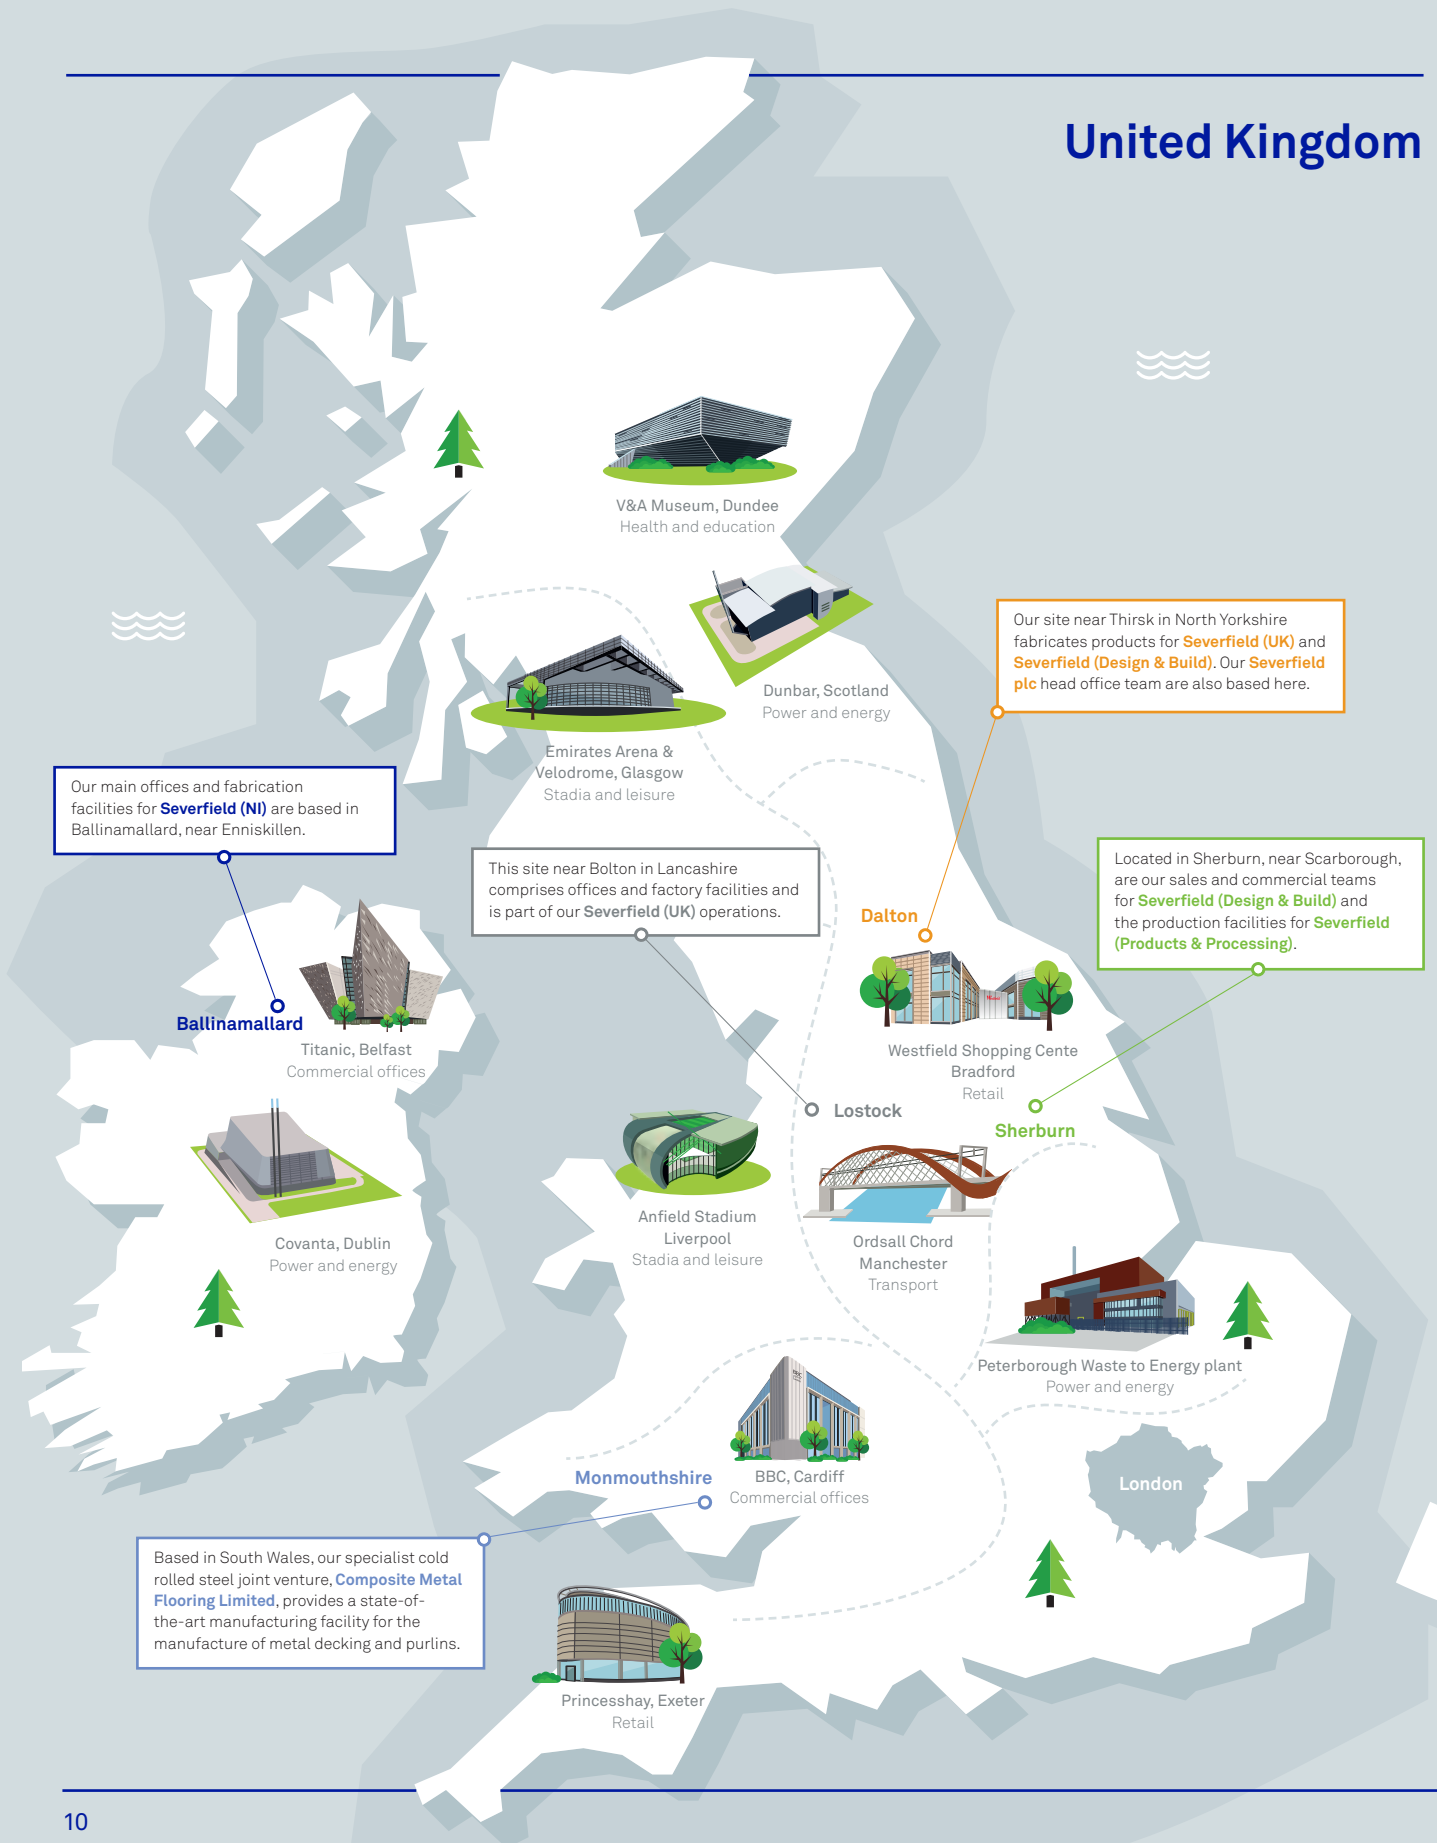 United Kingdom
V&A Museum, Dundee
Health and education
Our site near Thirsk in North Yorkshire
fabricates products for Severfield (UK) and
Severfield (Design & Build). Our Severfield
plc head office team are also based here.
Dunbar, Scotland
Power and energy
Emirates Arena &
Velodrome, Glasgow
Stadia and leisure
Our main offices and fabrication
facilities for Severfield (NI) are based in
Ballinamallard, near Enniskillen.
This site near Bolton in Lancashire
comprises offices and factory facilities and
is part of our Severfield (UK) operations.
Located in Sherburn, near Scarborough,
are our sales and commercial teams
for Severfield (Design & Build) and
the production facilities for Severfield
(Products & Processing).
Dalton
Ballinamallard
Titanic, Belfast
Commercial offices
Westfield Shopping Cente
Bradford
Retail
Lostock
Sherburn
Anfield Stadium
Liverpool
Stadia and leisure
Covanta, Dublin
Power and energy
Ordsall Chord
Manchester
Transport
Peterborough Waste to Energy plant
Power and energy
Monmouthshire
BBC, Cardiff
Commercial offices
London
Based in South Wales, our specialist cold
rolled steel joint venture, Composite Metal
Flooring Limited, provides a state-of-
the-art manufacturing facility for the
manufacture of metal decking and purlins.
Princesshay, Exeter
Retail
10